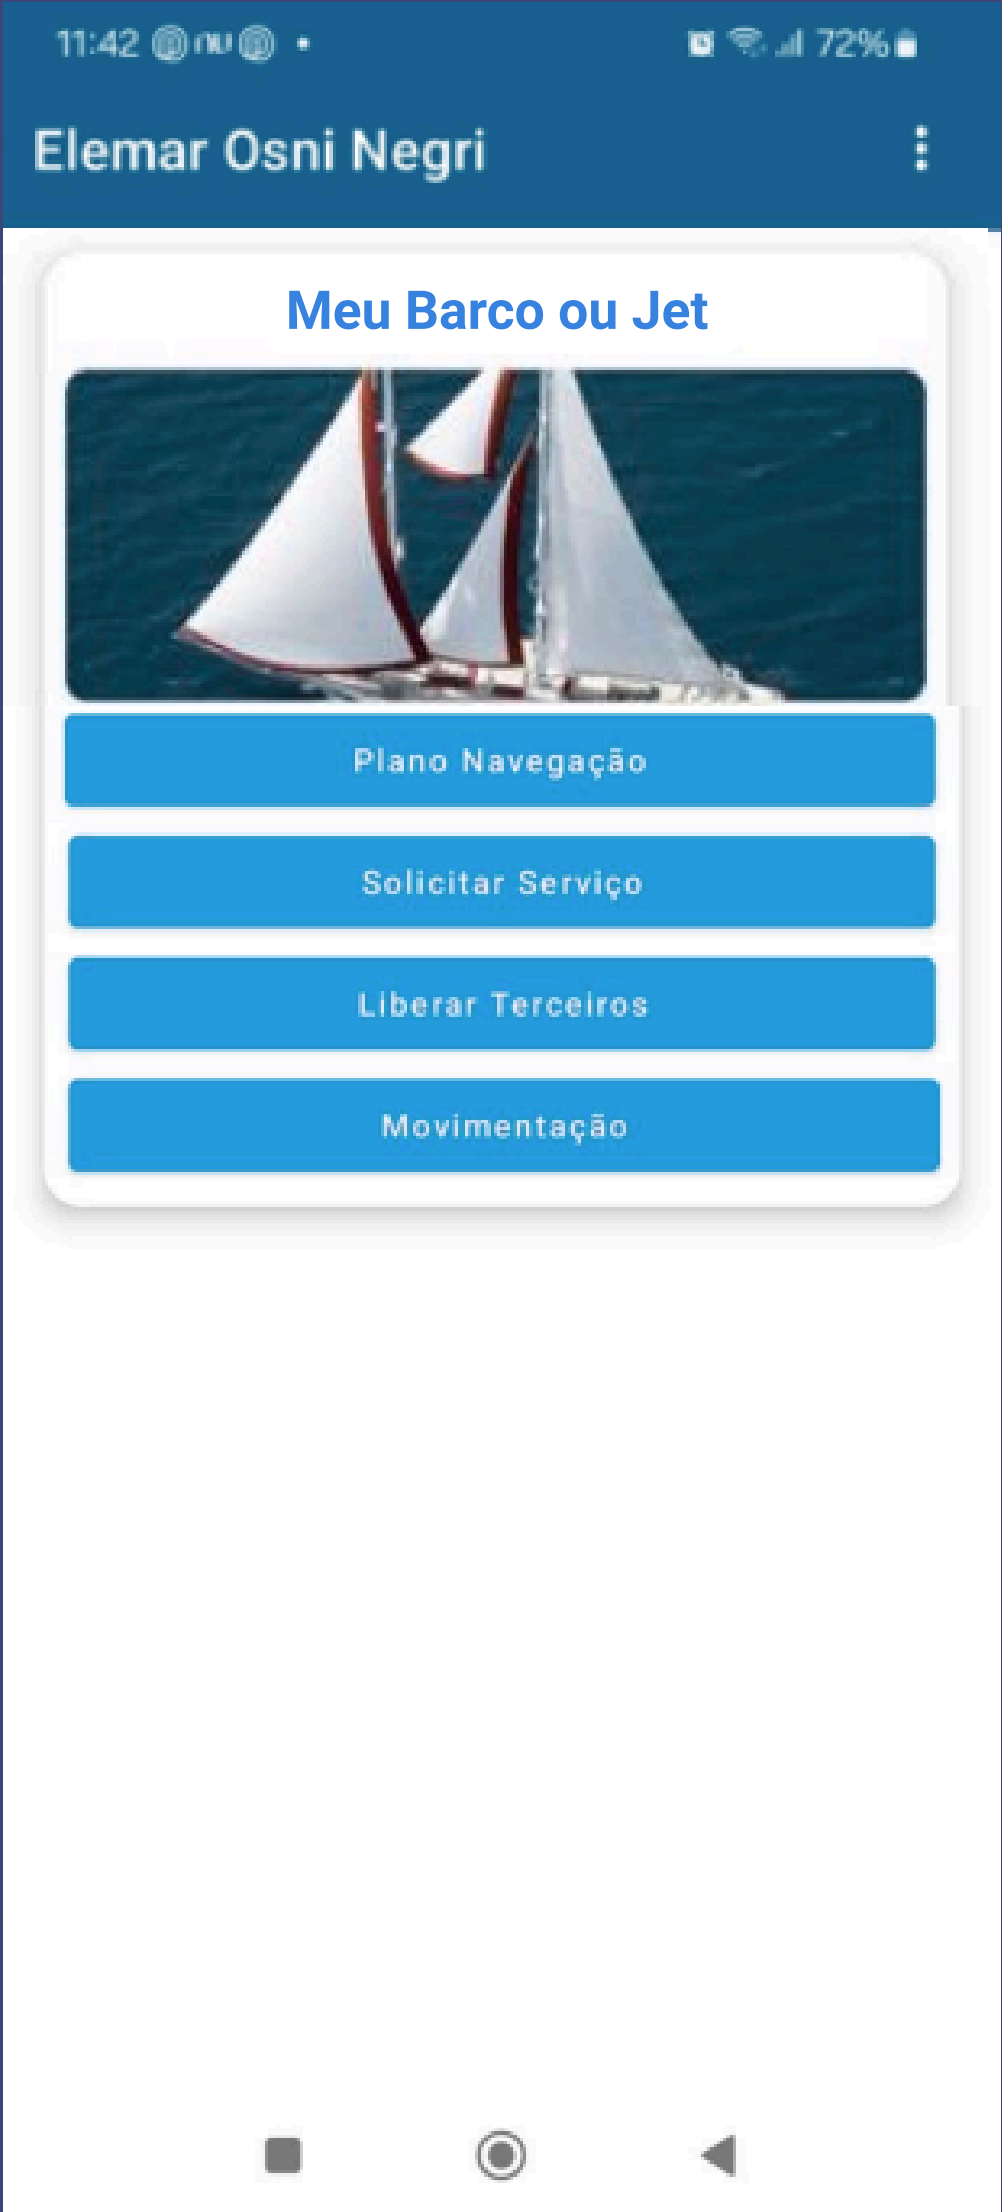 11:42
72%
Elemar Osni Negri
Meu Barco ou Jet
Plano Navegação
Solicitar Serviço
Liberar Terceiros
Movimentação